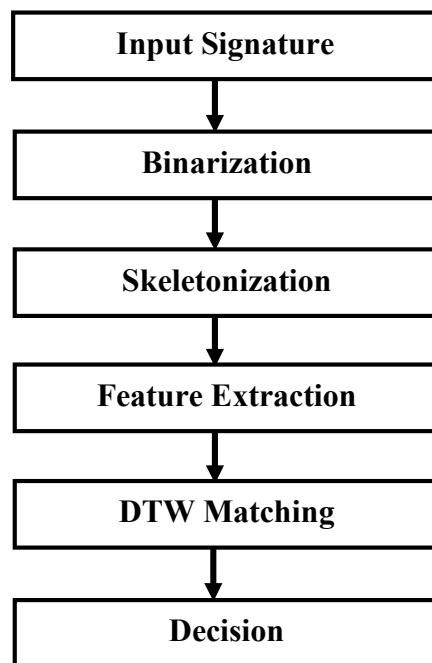 Input Signature
Binarization
Skeletonization
Feature Extraction
DTW Matching
Decision